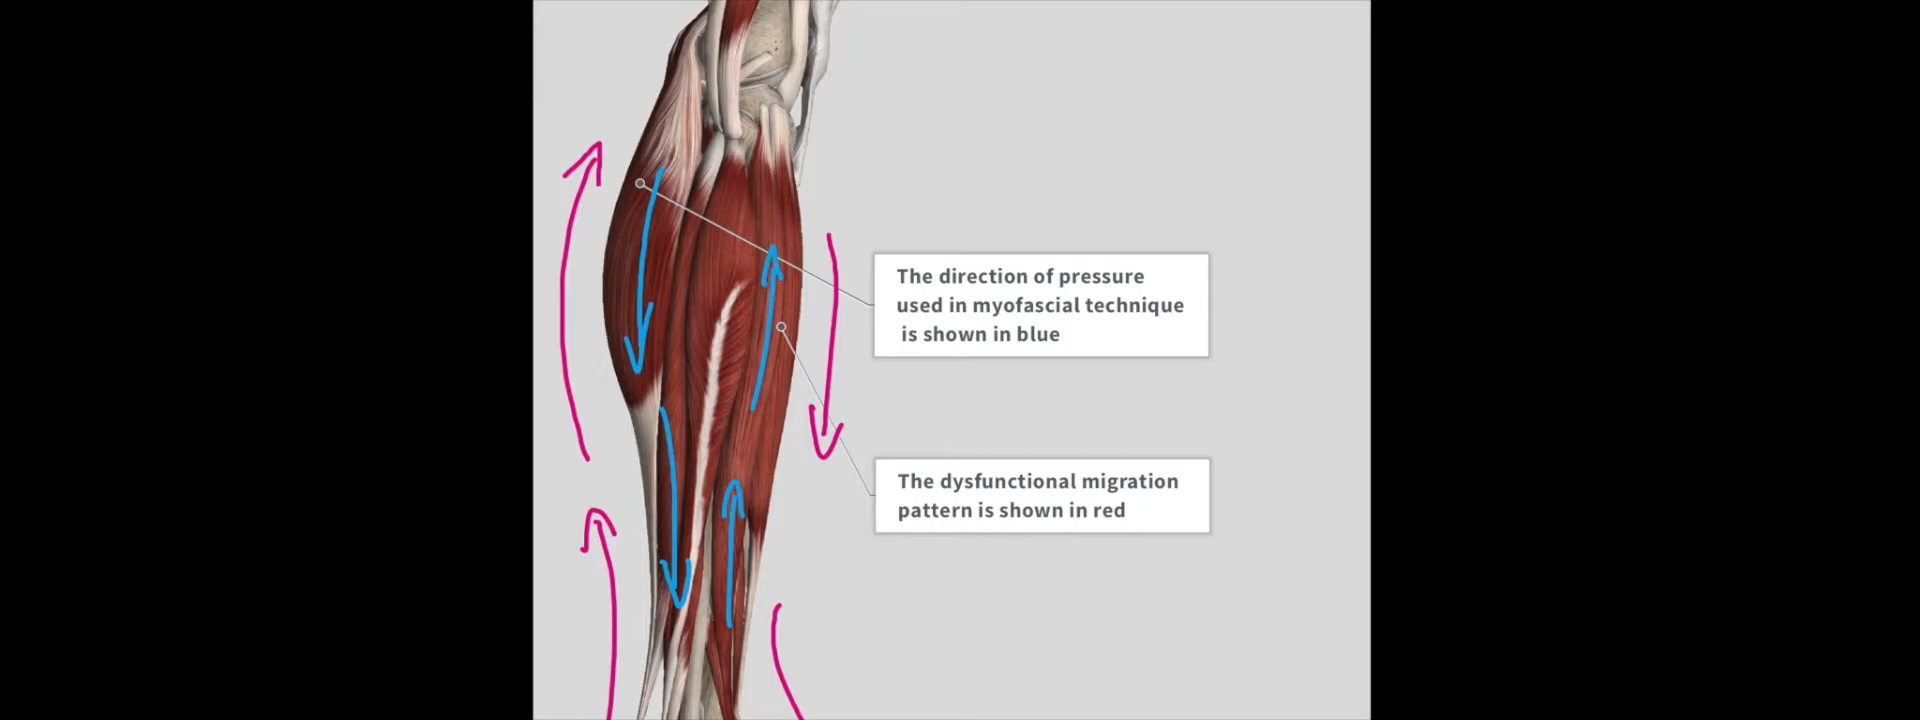 The direction of pressure
used in myofascial technique
is shown in blue
The dysfunctional migration
pattern is shown in red